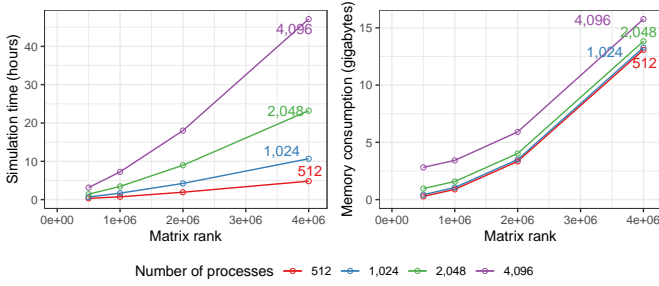 Simulation time (hours)
40
30
20
10
0
4,096
2,048
1,024
512
0e+00 1e+06 2e+06 3e+06 4e+06
Matrix rank
Memory consumption (gigabytes)
15
10
5
0
4,096
2,048
1,024
512
0e+00 1e+06 2e+06 3e+06 4e+06
Matrix rank
Number of processes 512 1,024 2,048 4,096